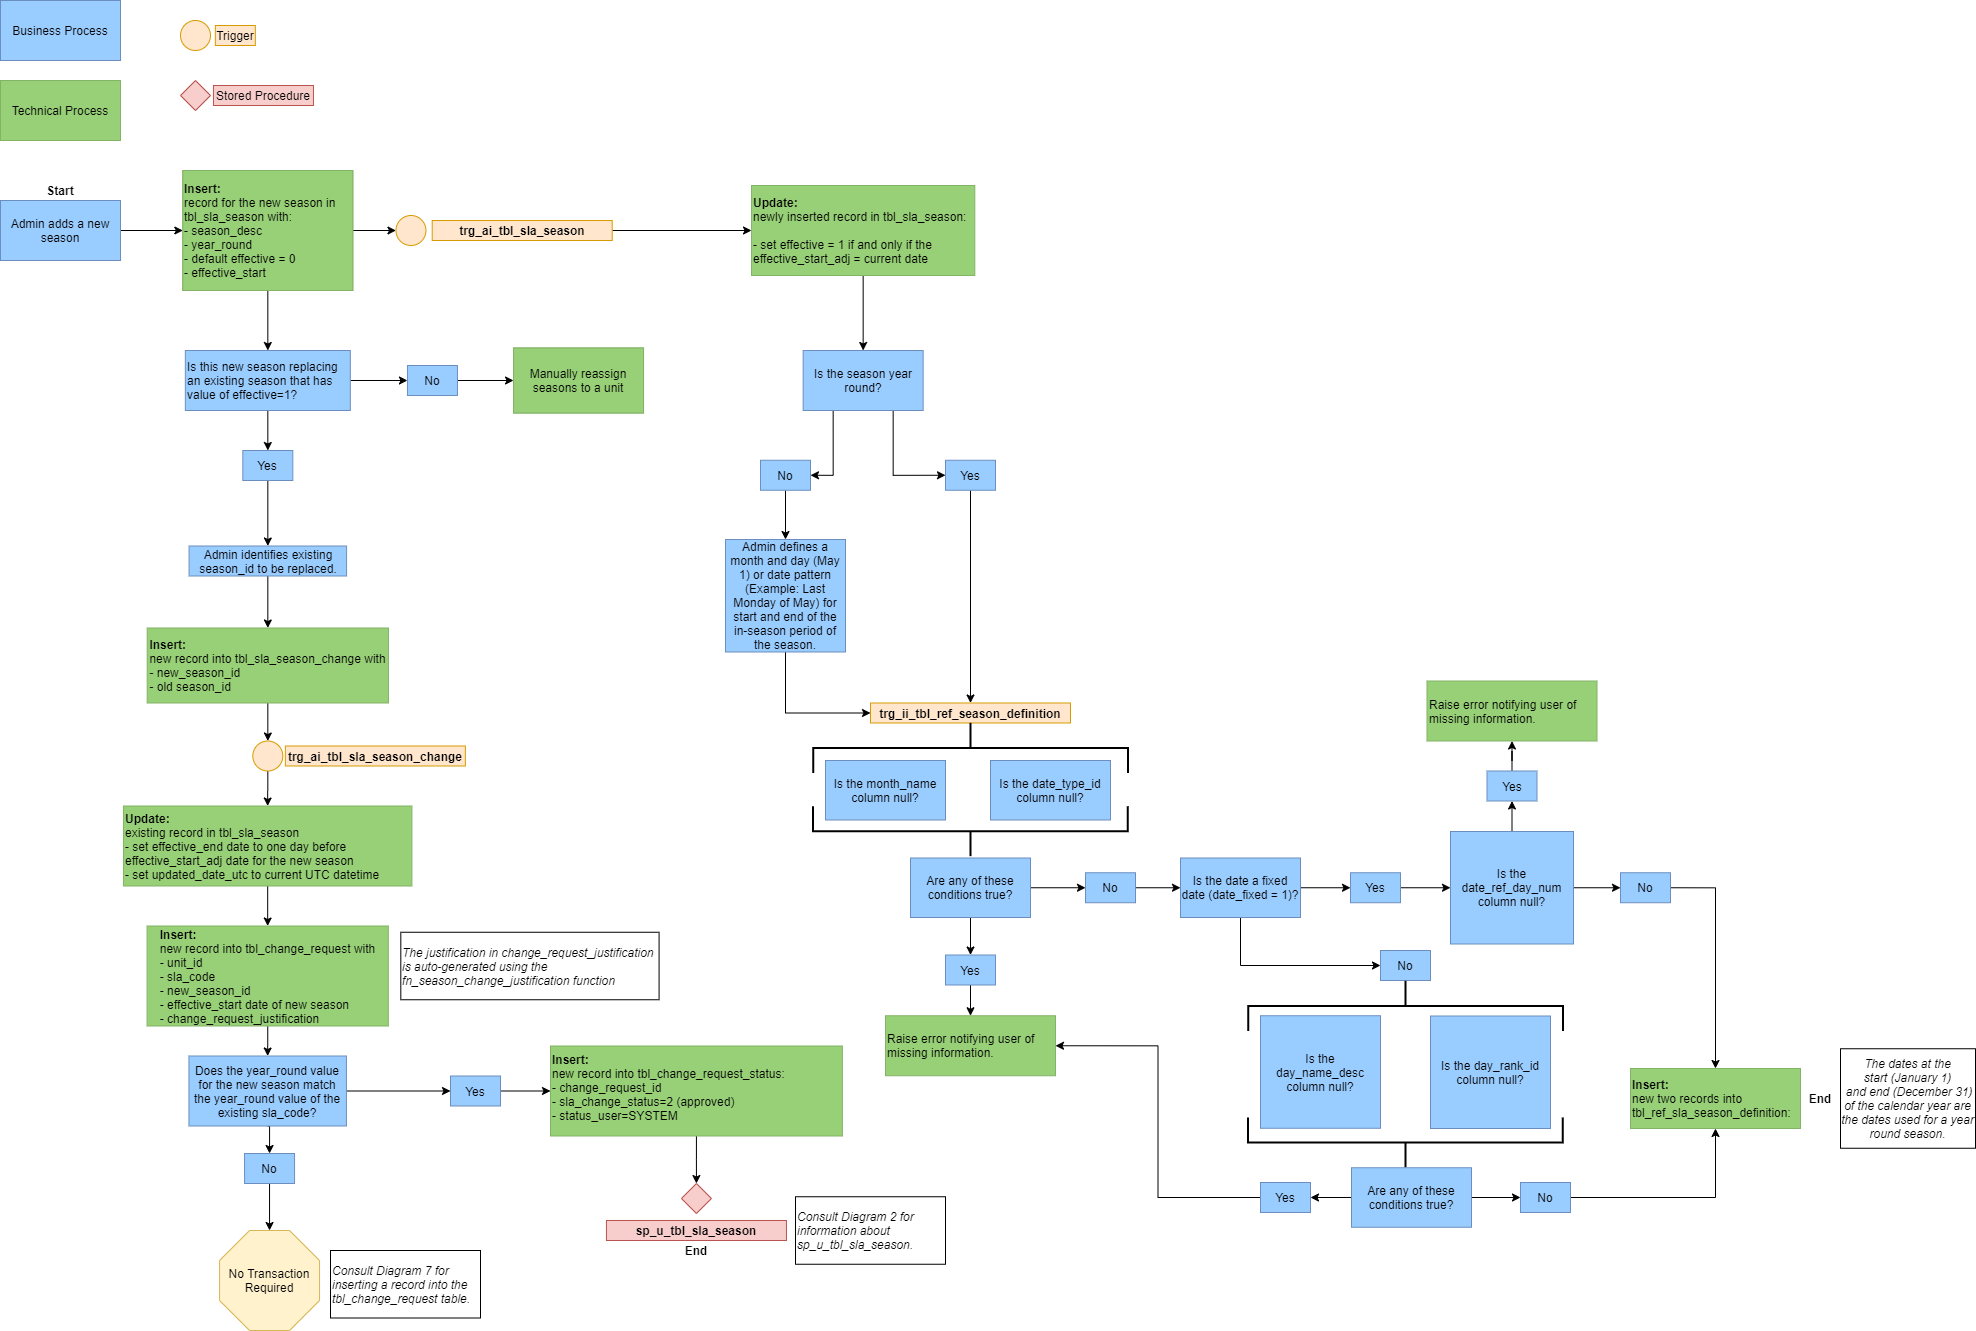 Business Process
Trigger
Stored Procedure
Technical Process
Start
Admin adds a new
season
Insert:
record for the new season in
tbl_sla_season with:
- season_desc
- year_round
- default effective = 0
- effective_start
trg_ai_tbl_sla_season
Update:
newly inserted record in tbl_sla_season:
- set effective = 1 if and only if the
effective_start_adj = current date
Is this new season replacing
an existing season that has
value of effective=1?
No
Manually reassign
seasons to a unit
Yes
Admin identifies existing
season_id to be replaced.
Insert:
new record into tbl_sla_season_change with
- new_season_id
- old season_id
trg_ai_tbl_sla_season_change
Update:
existing record in tbl_sla_season
- set effective_end date to one day before
effective_start_adj date for the new season
- set updated_date_utc to current UTC datetime
Insert:
new record into tbl_change_request with
- unit_id
- sla_code
- new_season_id
- effective_start date of new season
- change_request_justification
The justification in change_request_justification
is auto-generated using the
fn_season_change_justification function
Does the year_round value
for the new season match
the year_round value of the
existing sla_code?
Yes
Insert:
new record into tbl_change_request_status:
- change_request_id
- sla_change_status=2 (approved)
- status_user=SYSTEM
No
No Transaction
Required
Consult Diagram 7 for
inserting a record into the
tbl_change_request table.
sp_u_tbl_sla_season
End
Consult Diagram 2 for
information about
sp_u_tbl_sla_season.
Is the season year
round?
No
Yes
Admin defines a
month and day (May
1) or date pattern
(Example: Last
Monday of May) for
start and end of the
in-season period of
the season.
trg_ii_tbl_ref_season_definition
Is the month_name
column null?
Is the date_type_id
column null?
Are any of these
conditions true?
No
Is the date a fixed
date (date_fixed = 1)?
Yes
Is the
date_ref_day_num
column null?
Yes
Raise error notifying user of
missing information.
No
Yes
Raise error notifying user of
missing information.
No
Is the
day_name_desc
column null?
Is the day_rank_id
column null?
Are any of these
conditions true?
Yes
No
Insert:
new two records into
tbl_ref_sla_season_definition:
End
The dates at the
start (January 1)
and end (December 31)
of the calendar year are
the dates used for a year
round season.